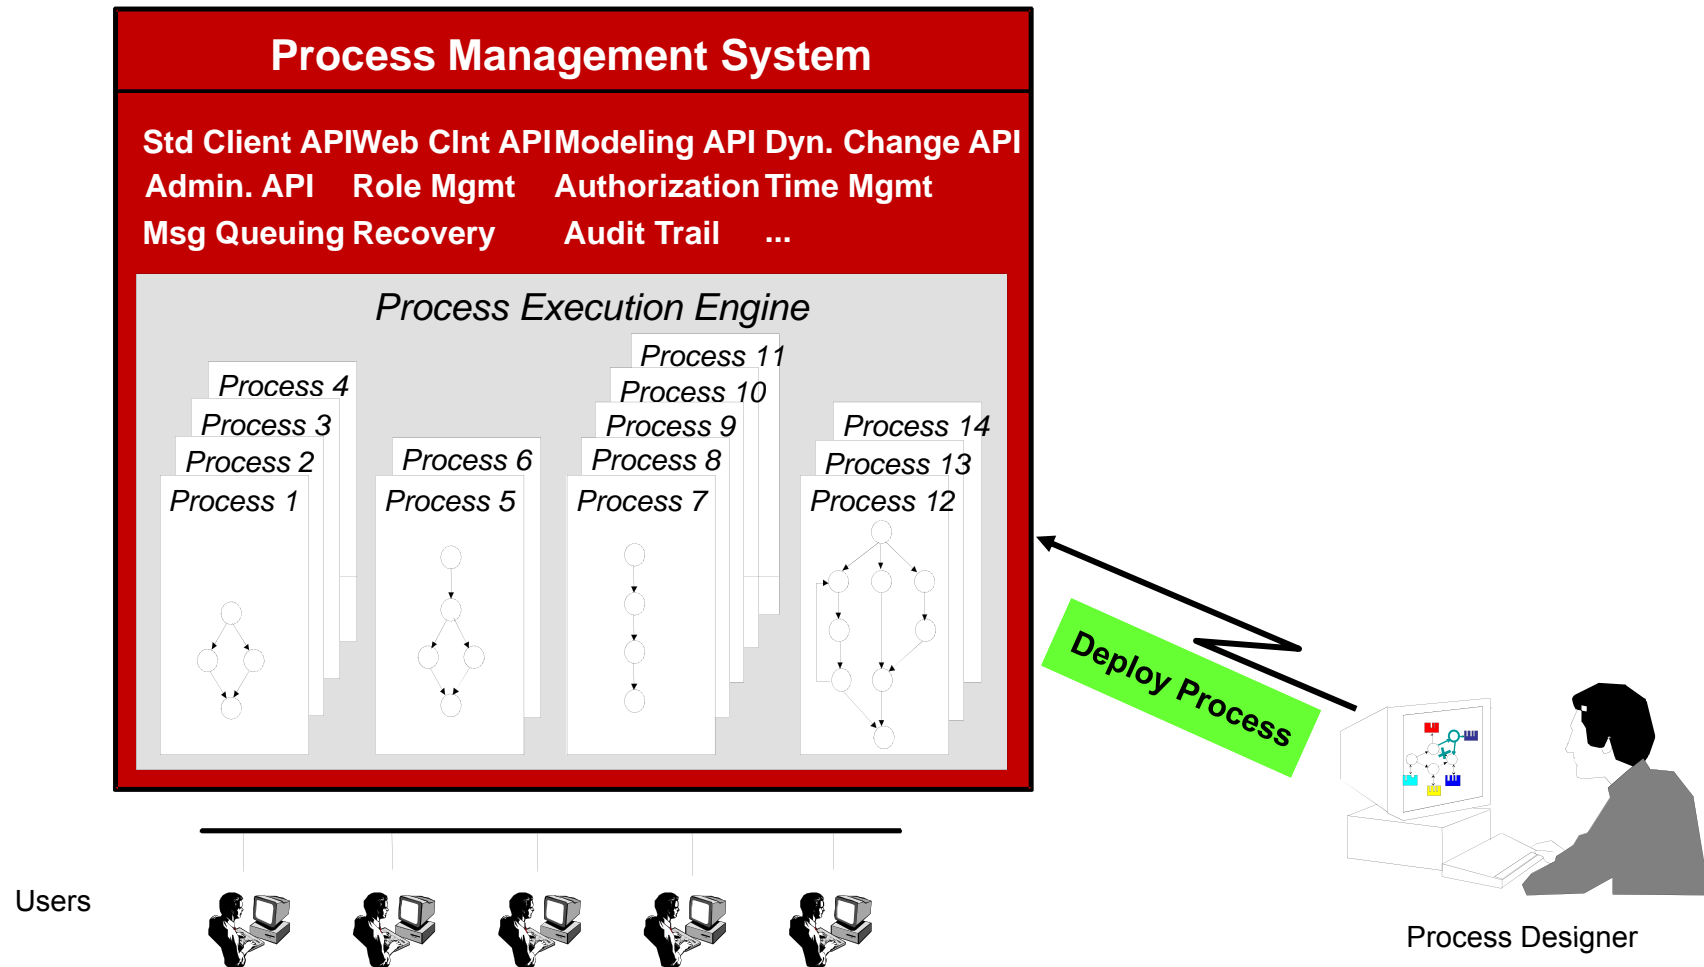 Process Management System
Std Client API Web Clnt API Modeling API Dyn. Change API
Admin. API Role Mgmt Authorization Time Mgmt
Msg Queuing Recovery Audit Trail ...
Process Execution Engine
Process 4
Process 3
Process 2
Process 1
Process 6
Process 5
Process 11
Process 10
Process 9
Process 8
Process 7
Process 14
Process 13
Process 12
Deploy Process
Users
Process Designer